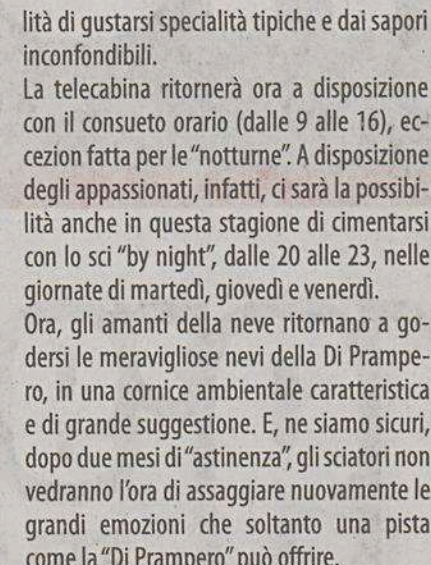 lità di gustarsi specialità tipiche e dai sapori
inconfondibili.
La telecabina ritornerà ora a disposizione
con il consueto orario (dalle 9 alle 16), ec-
cezion fatta per le “notturne”. A disposizione
degli appassionati, infatti, ci sarà la possibi-
lità anche in questa stagione di cimentarsi
con lo sci “by night”, dalle 20 alle 23, nelle
giornate di martedì, giovedì e venerdì.
Ora, gli amanti della neve ritornano a go-
dersi le meravigliose nevi della Di Prampe-
ro, in una cornice ambientale caratteristica
e di grande suggestione. E, ne siamo sicuri,
dopo due mesi di “astinenza”, gli sciatori non
vedranno l’ora di assaggiare nuovamente le
grandi emozioni che soltanto una pista
come la “Di Prampero” può offrire.